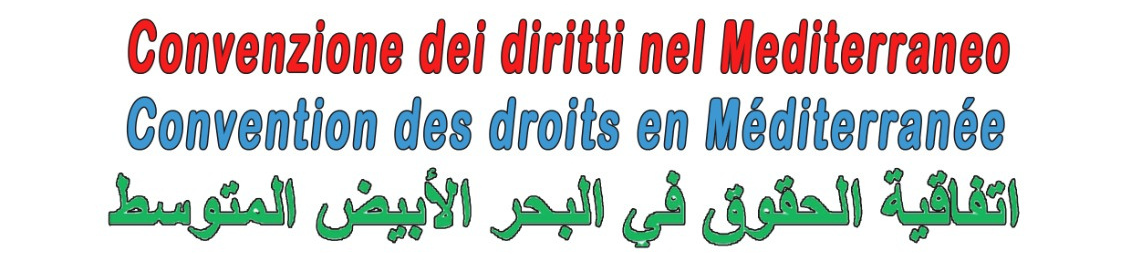 Convenzione dei diritti nel Mediterraneo
Convention des droits en Méditerranée
اتفاقية الحقوق في البحر الأبيض المتوسط